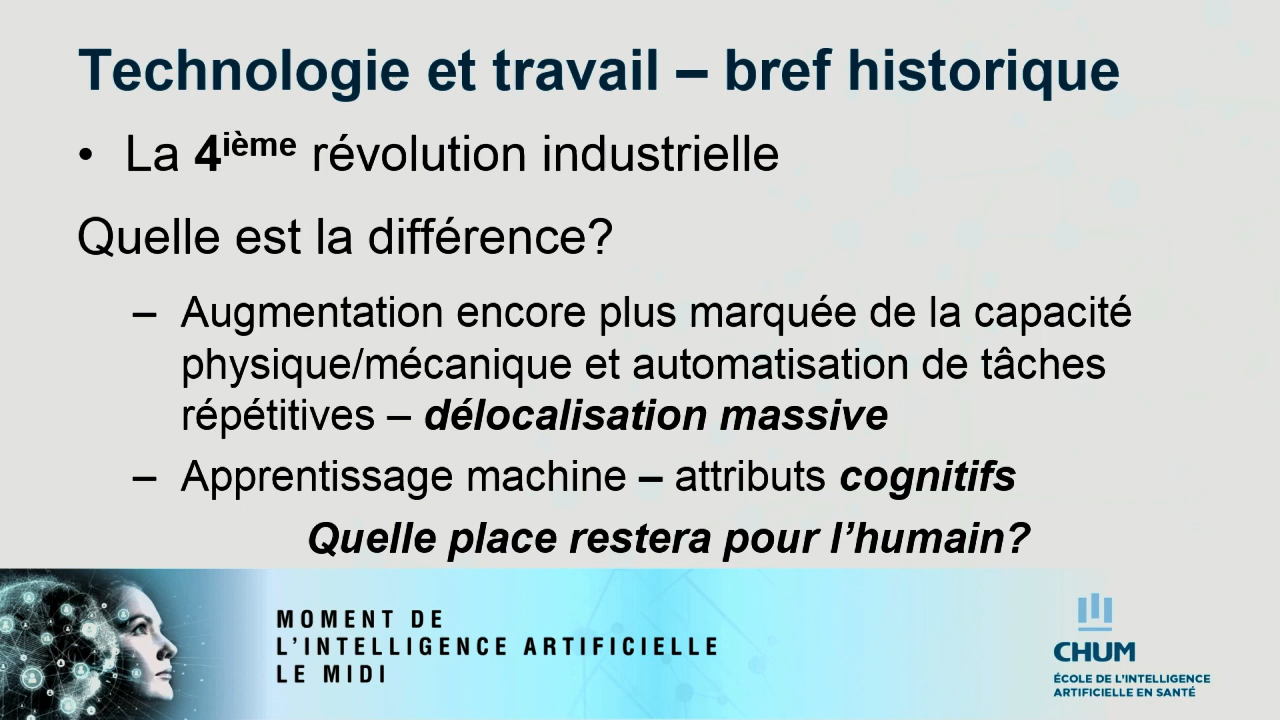 Technologie et travail – bref historique
• La 4ième révolution industrielle
Quelle est la différence?
– Augmentation encore plus marquée de la capacité
physique/mécanique et automatisation de tâches
répétitives – délocalisation massive
– Apprentissage machine – attributs cognitifs
Quelle place restera pour l’humain?
MOMENT DE
L’INTELLIGENCE ARTIFICIELLE
LE MIDI
CHUM
ÉCOLE DE L’INTELLIGENCE
ARTIFICIELLE EN SANTÉ